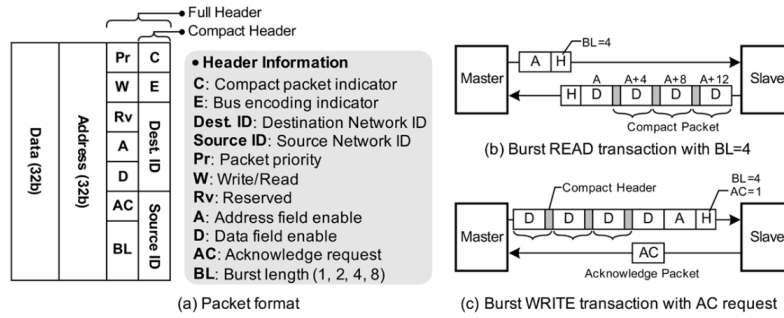 Full Header
Compact Header
Data (32b)
Address (32b)
Pr
W
Rv
A
D
AC
BL
C
E
Dest. ID
Source ID
• Header Information
C: Compact packet indicator
E: Bus encoding indicator
Dest. ID: Destination Network ID
Source ID: Source Network ID
Pr: Packet priority
W: Write/Read
Rv: Reserved
A: Address field enable
D: Data field enable
AC: Acknowledge request
BL: Burst length (1, 2, 4, 8)
(a) Packet format
BL=4
Master
A H
Slave
A A+4 A+8 A+12
H D D D D
Compact Packet
(b) Burst READ transaction with BL=4
Compact Header
BL=4
AC=1
Master
D D D D A H
Slave
AC
Acknowledge Packet
(c) Burst WRITE transaction with AC request